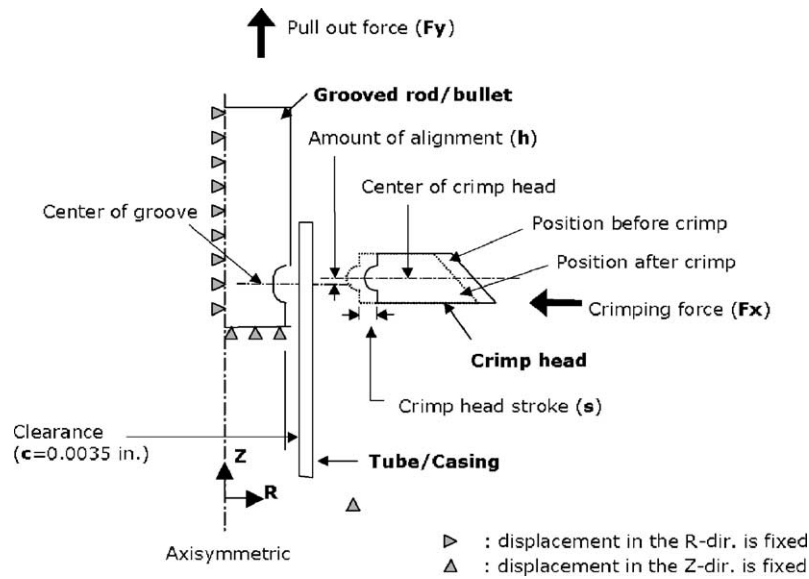 Pull out force (Fy)
Grooved rod/bullet
Amount of alignment (h)
Center of crimp head
Center of groove
Position before crimp
Position after crimp
Crimping force (Fx)
Crimp head
Crimp head stroke (s)
Clearance
(c=0.0035 in.)
Z
Tube/Casing
R
Axisymmetric
: displacement in the R-dir. is fixed
: displacement in the Z-dir. is fixed